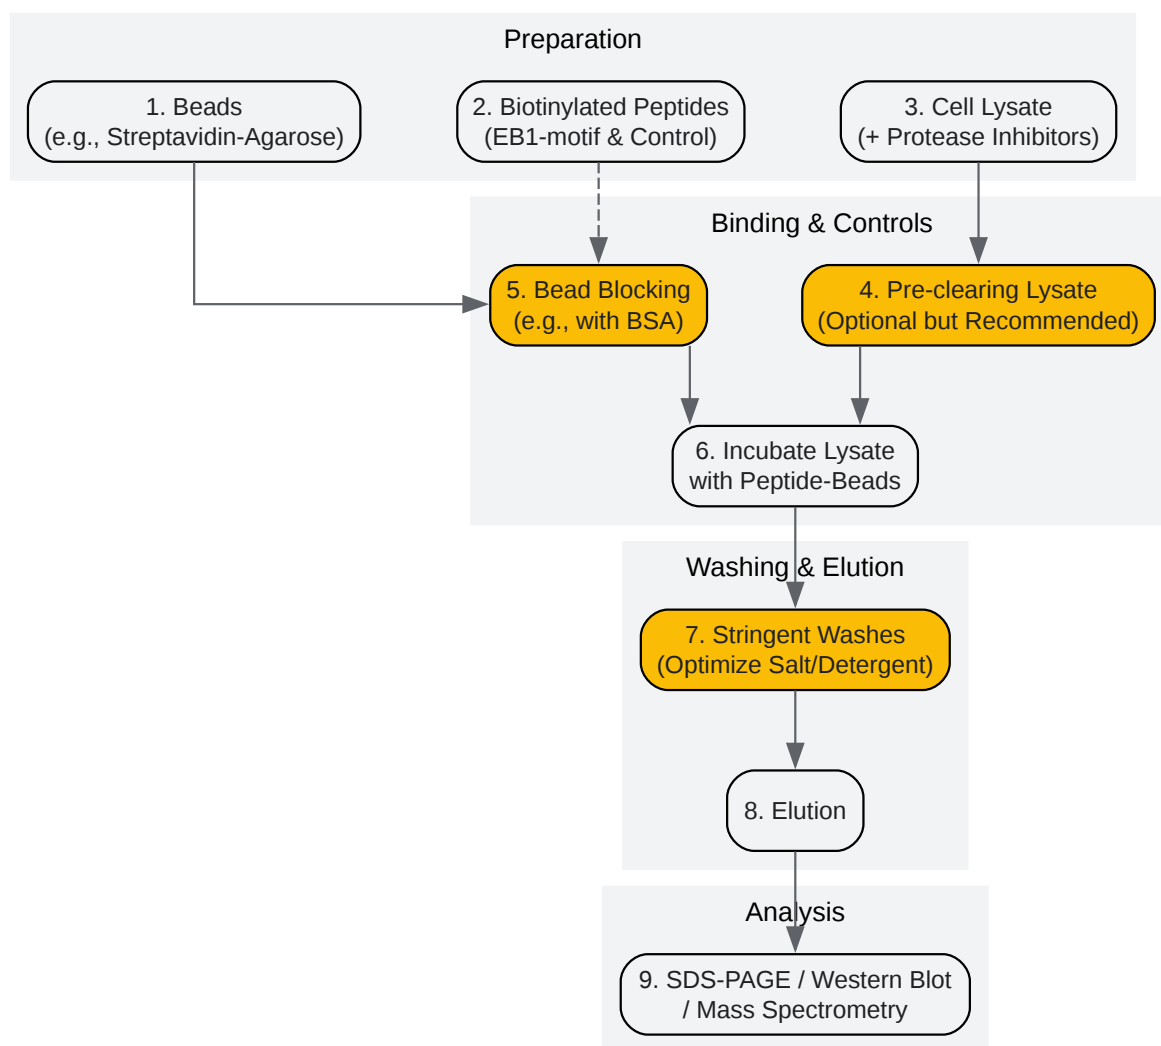 Preparation
1. Beads
(e.g., Streptavidin-Agarose)
2. Biotinylated Peptides
(EB1-motif & Control)
3. Cell Lysate
(+ Protease Inhibitors)
Binding & Controls
5. Bead Blocking
(e.g., with BSA)
4. Pre-clearing Lysate
(Optional but Recommended)
6. Incubate Lysate
with Peptide-Beads
Washing & Elution
7. Stringent Washes
(Optimize Salt/Detergent)
8. Elution
Analysis
9. SDS-PAGE / Western Blot
/ Mass Spectrometry